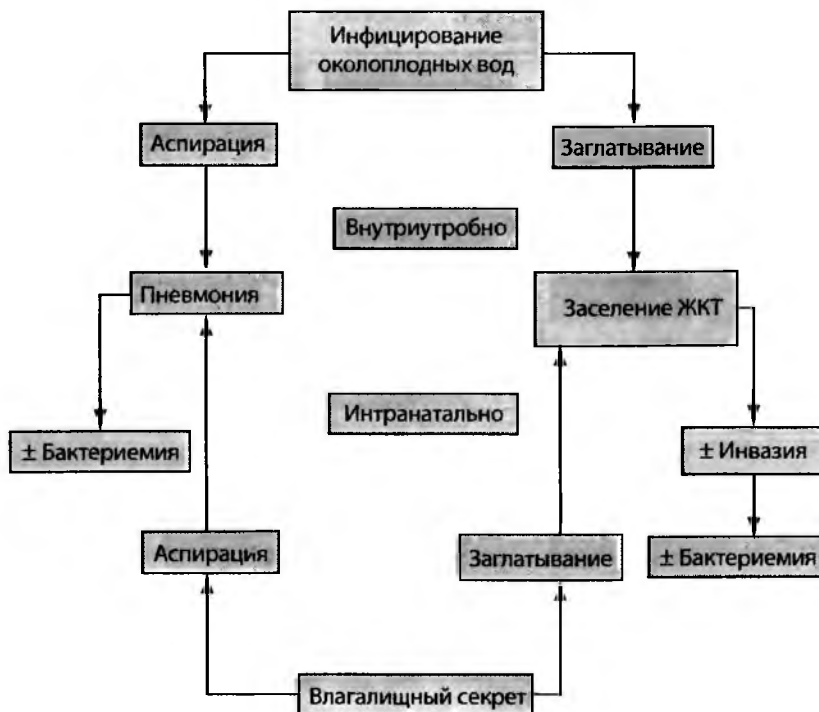 Инфицирование
околоплодных вод
Аспирация
Заглатывание
Внутриутробно
Пневмония
Заселение ЖКТ
Интранатально
± Бактериемия
± Инвазия
Аспирация
Заглатывание
± Бактериемия
Влагалищный секрет